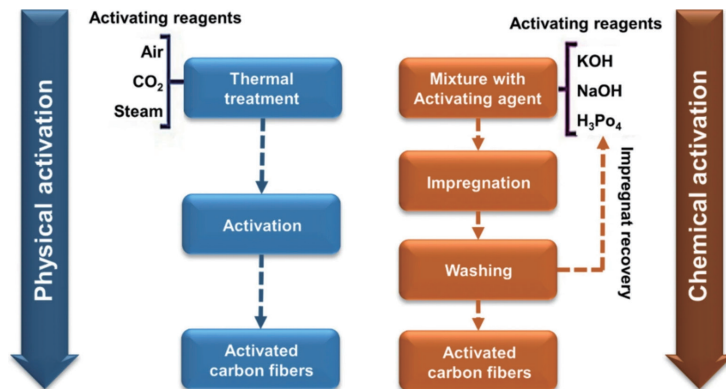 Physical activation
Activating reagents
Air
CO₂
Steam
Thermal
treatment
Activation
Activated
carbon fibers
Activating reagents
Mixture with
Activating agent
KOH
NaOH
H₃Po₄
Impregnation
Washing
Impregnat recovery
Activated
carbon fibers
Chemical activation